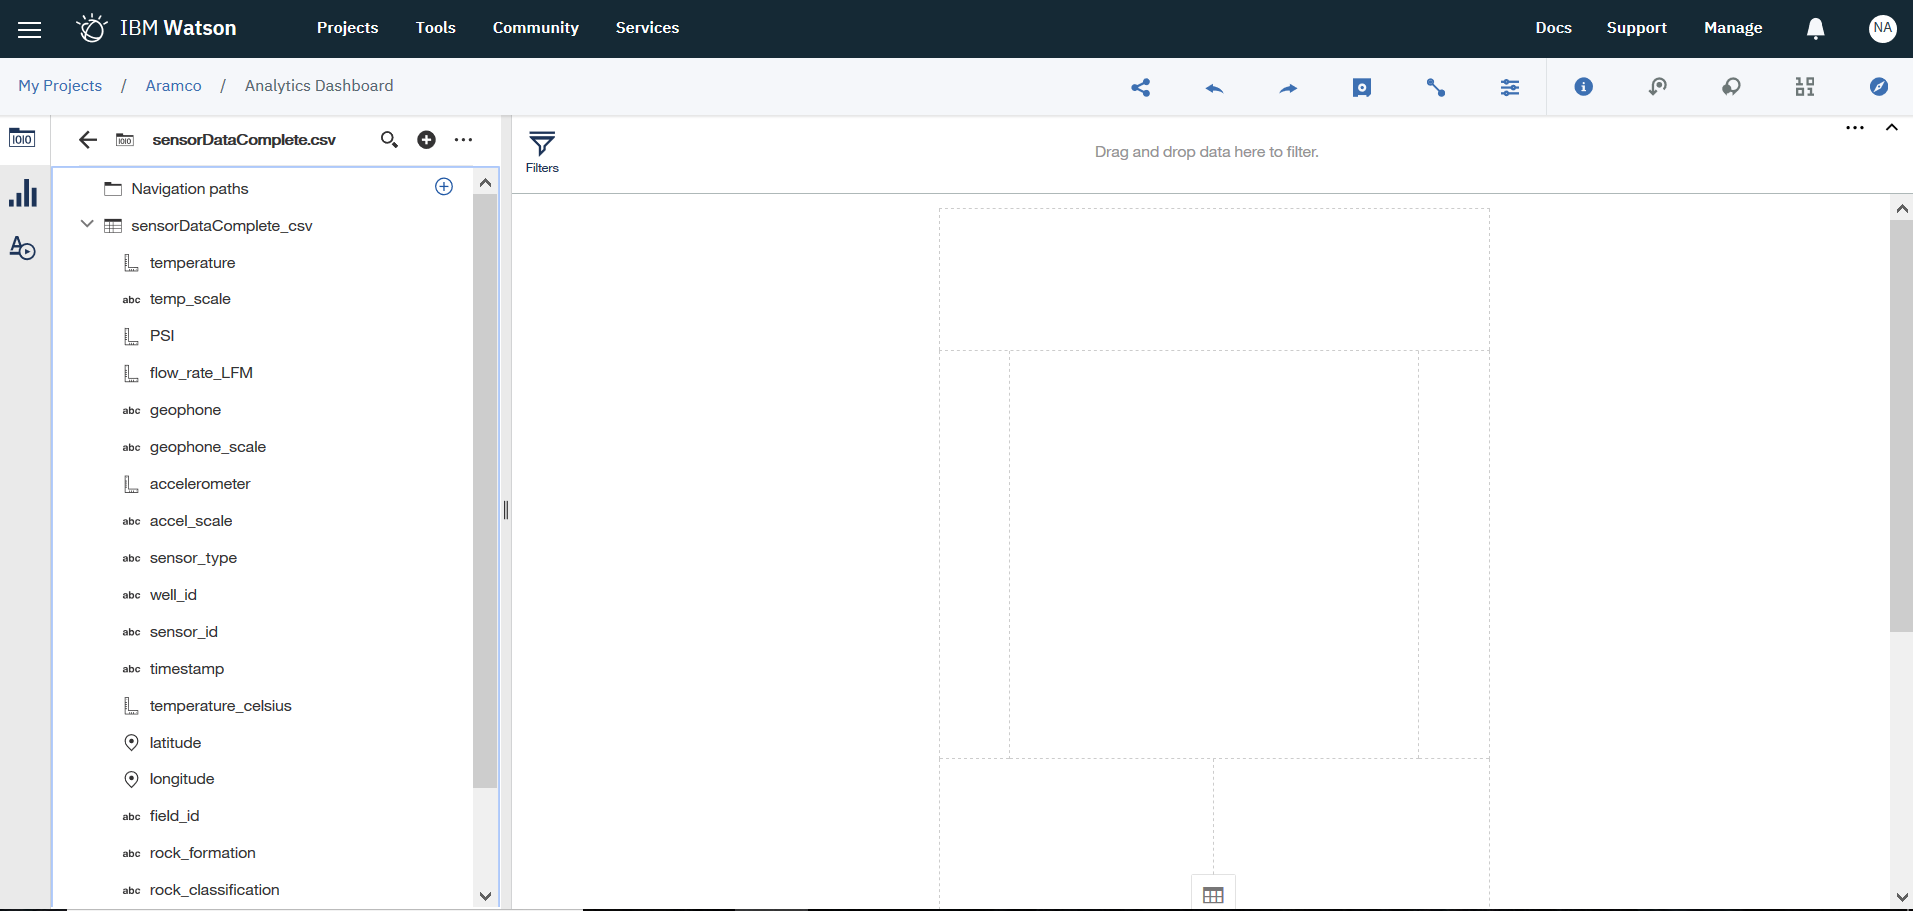 IBM Watson Projects Tools Community Services Docs Support Manage NA
My Projects / Aramco / Analytics Dashboard
sensorDataComplete.csv
Filters
Drag and drop data here to filter.
Navigation paths
sensorDataComplete_csv
temperature
abc temp_scale
PSI
flow_rate_LFM
abc geophone
abc geophone_scale
accelerometer
abc accel_scale
abc sensor_type
abc well_id
abc sensor_id
abc timestamp
temperature_celsius
latitude
longitude
abc field_id
abc rock_formation
abc rock_classification